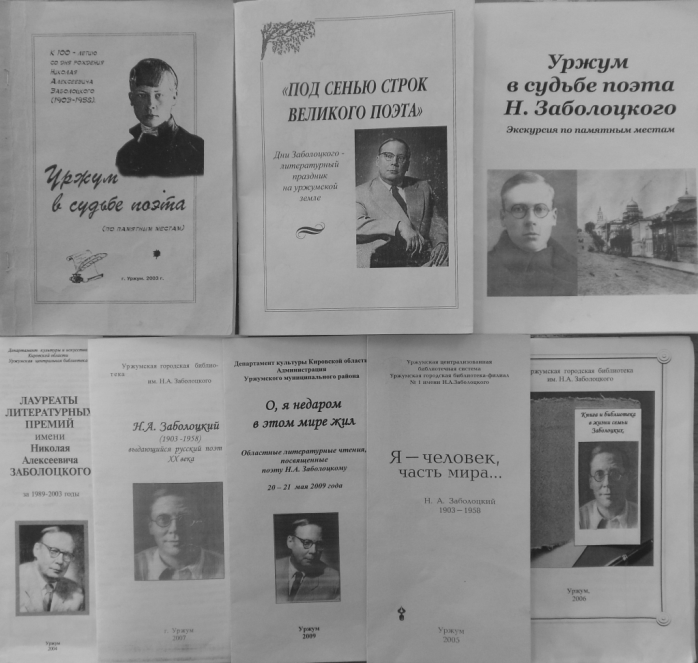 К 100 - летию
со дня рождения
Николая
Алексеевича
Заболоцкого
(1903-1958)
Уржум
в судьбе поэта
(по памятным местам)
г. Уржум, 2003 г.
«ПОД СЕНЬЮ СТРОК
ВЕЛИКОГО ПОЭТА»
Дни Заболоцкого -
литературный
праздник
на уржумской
земле
Уржум
в судьбе поэта
Н. Заболоцкого
Экскурсия по памятным местам
Департамент культуры и искусства
Кировской области
Уржумская центральная библиотека
ЛАУРЕАТЫ
ЛИТЕРАТУРНЫХ
ПРЕМИЙ
имени
Николая
Алексеевича
ЗАБОЛОЦКОГО
за 1989-2003 годы
Уржум
2004
Уржумская городская библио-
тека
им. Н.А. Заболоцкого
Н.А. Заболоцкий
(1903-1958)
выдающийся русский поэт
XX века
г. Уржум
2003
Департамент культуры Кировской области
Администрация
Уржумского муниципального района
О, я недаром
в этом мире жил
Областные литературные чтения,
посвященные
поэту Н.А. Заболоцкому
20 – 21 мая 2009 года
Уржум
2009
Уржумская централизованная
библиотечная система
Уржумская городская библиотека-филиал
№ 1 имени Н.А.Заболоцкого
Я – человек,
часть мира...
Н. А. Заболоцкий
1903 – 1958
Уржум
2003
Уржумская городская библиотека
им. Н.А. Заболоцкого
Книга и библиотека
в жизни семьи
Заболоцких
Уржум,
2006